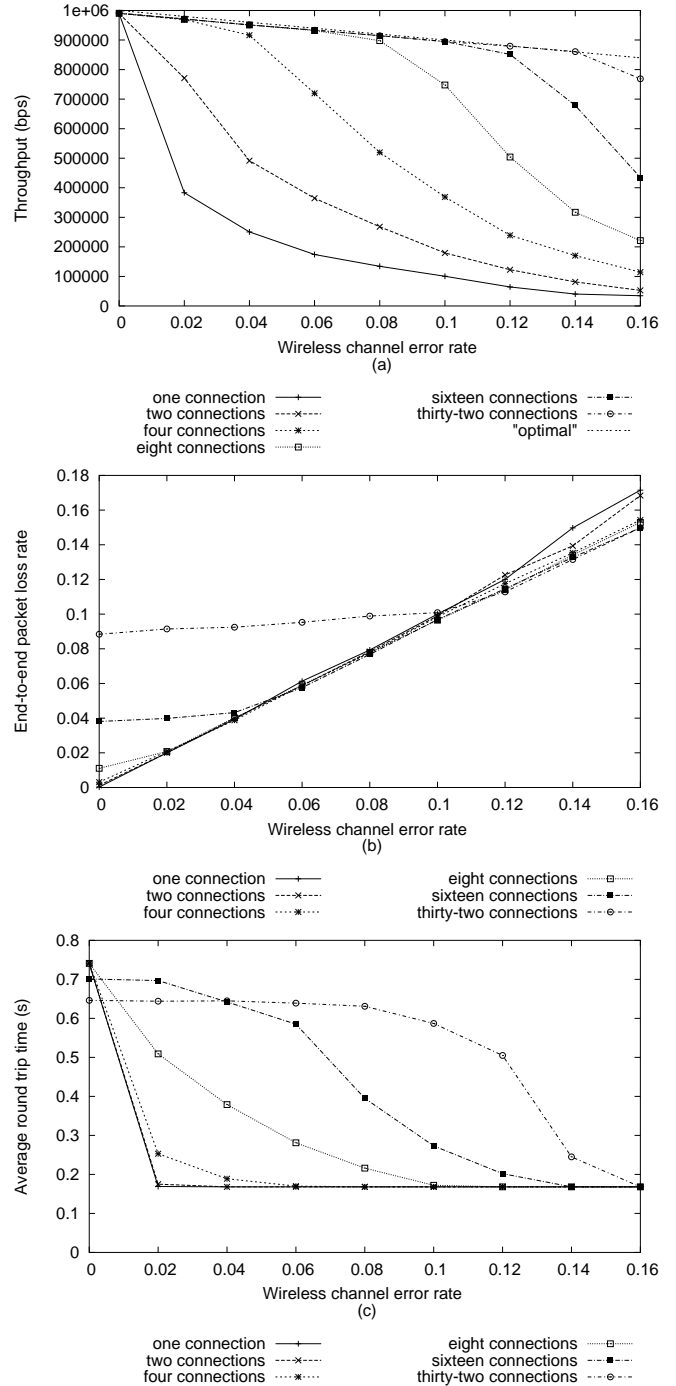 1e+06
900000
800000
700000
600000
500000
400000
300000
200000
100000
0
Throughput (bps)
0 0.02 0.04 0.06 0.08 0.1 0.12 0.14 0.16
Wireless channel error rate
(a)
one connection
two connections
four connections
eight connections
sixteen connections
thirty-two connections
"optimal"
0.18
0.16
0.14
0.12
0.1
0.08
0.06
0.04
0.02
0
End-to-end packet loss rate
0 0.02 0.04 0.06 0.08 0.1 0.12 0.14 0.16
Wireless channel error rate
(b)
one connection
two connections
four connections
eight connections
sixteen connections
thirty-two connections
0.8
0.7
0.6
0.5
0.4
0.3
0.2
0.1
0
Average round trip time (s)
0 0.02 0.04 0.06 0.08 0.1 0.12 0.14 0.16
Wireless channel error rate
(c)
one connection
two connections
four connections
eight connections
sixteen connections
thirty-two connections